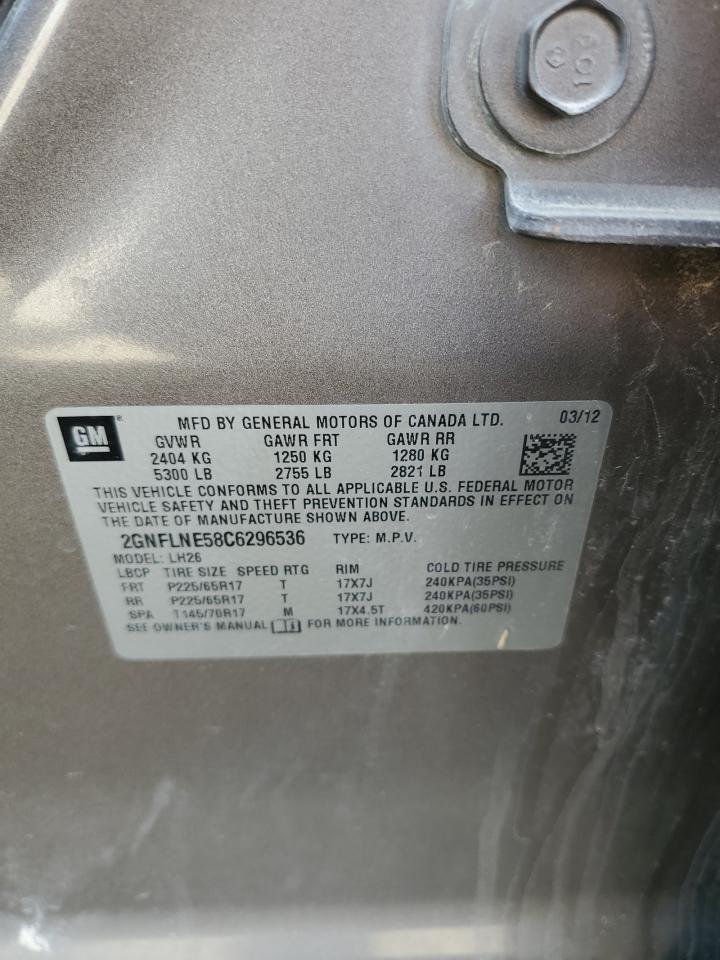 10.9
GM
MFD BY GENERAL MOTORS OF CANADA LTD. 03/12
GVWR GAWR FRT GAWR RR
2404 KG 1250 KG 1280 KG
5300 LB 2755 LB 2821 LB
THIS VEHICLE CONFORMS TO ALL APPLICABLE U.S. FEDERAL MOTOR
VEHICLE SAFETY AND THEFT PREVENTION STANDARDS IN EFFECT ON
THE DATE OF MANUFACTURE SHOWN ABOVE.
2GNFLNE58C6296536 TYPE: M.P.V.
MODEL: LH26
LBCP TIRE SIZE SPEED RTG RIM COLD TIRE PRESSURE
FRT P225/65R17 T 17X7J 240KPA(35PSI)
RR P225/65R17 T 17X7J 240KPA(35PSI)
SPA T145/70R17 M 17X4.5T 420KPA(60PSI)
SEE OWNER'S MANUAL FOR MORE INFORMATION.